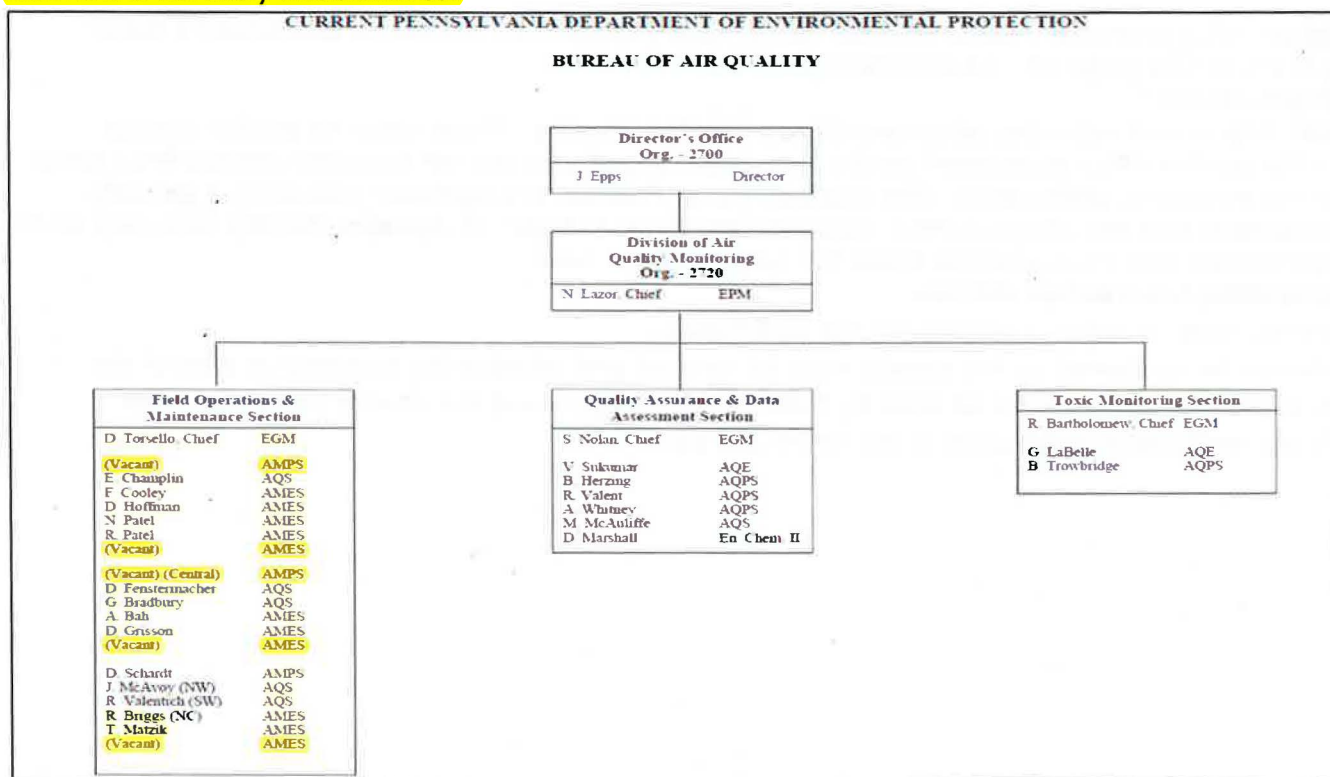 CURRENT PENNSYLVANIA DEPARTMENT OF ENVIRONMENTAL PROTECTION
BUREAU OF AIR QUALITY
Director's Office
Org. - 2700
J Epps Director
Division of Air
Quality Monitoring
Org. - 2720
N Lazor, Chief EPM
Field Operations &
Maintenance Section
D Torsello, Chief EGM
(Vacant) AMPS
E Champlin AQS
F Cooley AMES
D Hoffman AMES
N Patel AMES
R. Patel AMES
(Vacant) AMES
(Vacant) (Central) AMPS
D Fenstermacher AQS
G Bradbury AQS
A. Bah AMES
D. Grisson AMES
(Vacant) AMES
D. Schardt AMPS
J. McAvoy (NW) AQS
R Valentich (SW) AQS
R Briggs (NC) AMES
T Matzik AMES
(Vacant) AMES
Quality Assurance & Data
Assessment Section
S Nolan, Chief EGM
V Sukumar AQE
B Herzing AQPS
R. Valent AQPS
A Whitney AQPS
M McAuliffe AQS
D Marshall En Chem II
Toxic Monitoring Section
R Bartholomew, Chief EGM
G LaBelle AQE
B Trowbridge AQPS